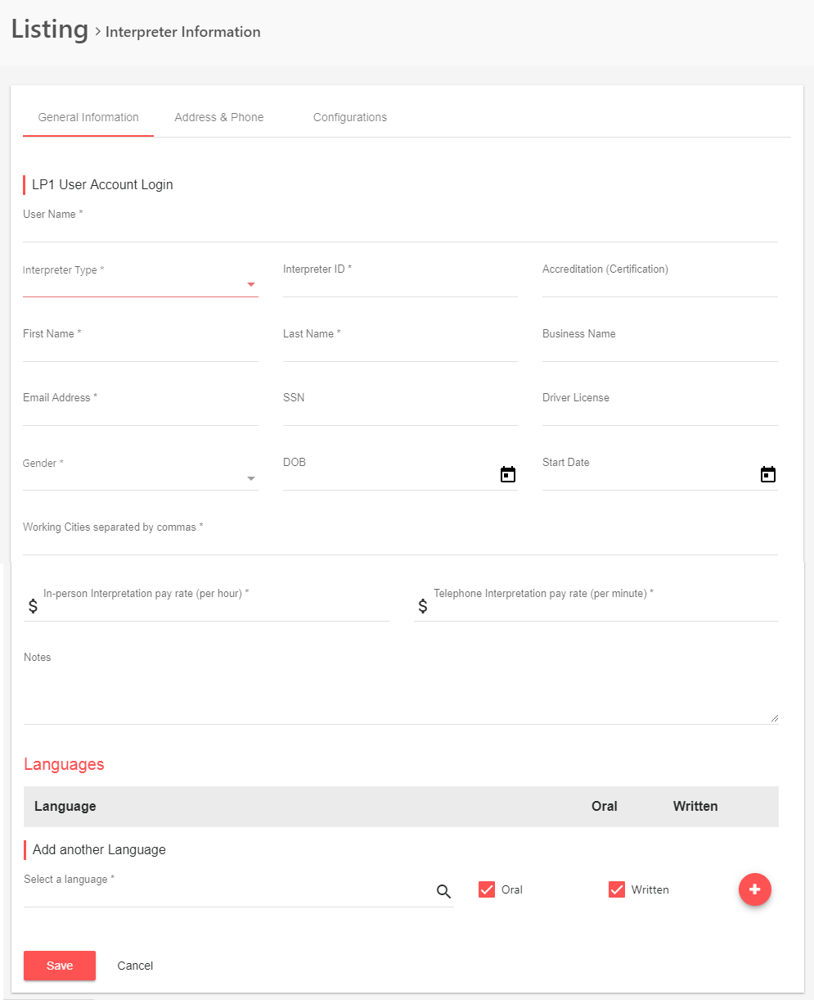 Listing > Interpreter Information
General Information Address & Phone Configurations
LP1 User Account Login
User Name *
Interpreter Type * Interpreter ID * Accreditation (Certification)
First Name * Last Name * Business Name
Email Address * SSN Driver License
Gender * DOB Start Date
Working Cities separated by commas *
In-person Interpretation pay rate (per hour) * Telephone Interpretation pay rate (per minute) *
$ $
Notes
Languages
Language Oral Written
Add another Language
Select a language *
Oral Written
Save Cancel